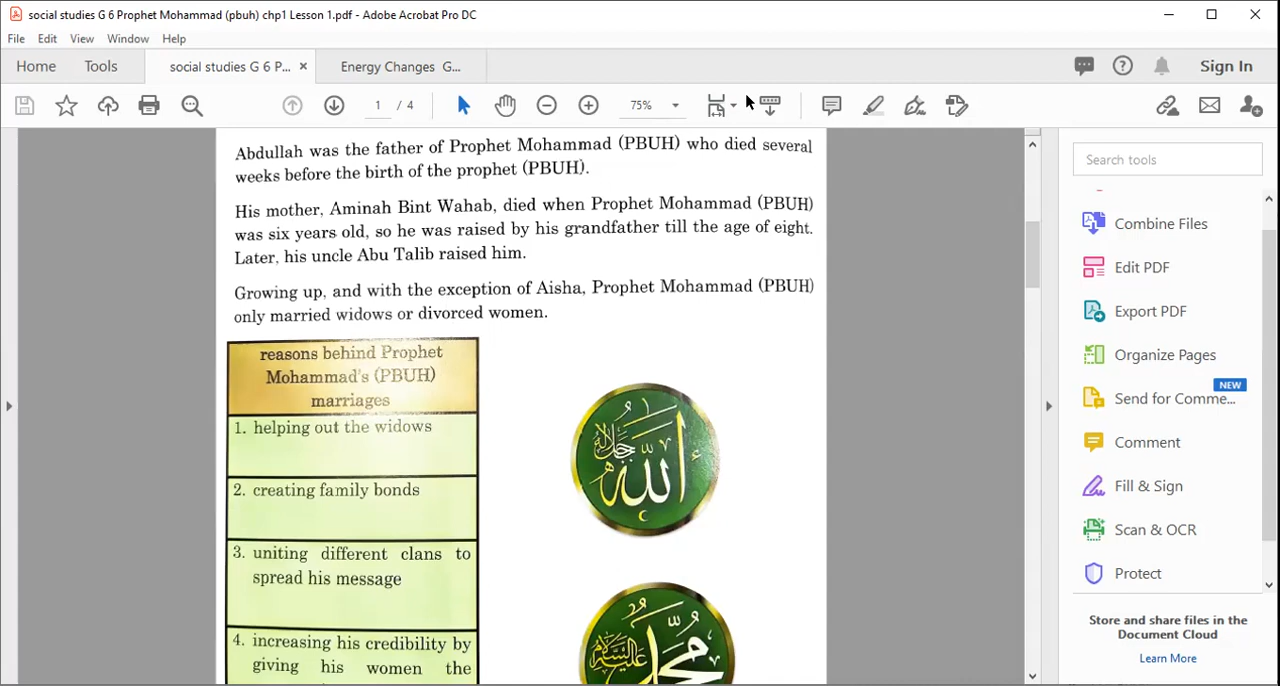 social studies G 6 Prophet Mohammad (pbuh) chp1 Lesson 1.pdf - Adobe Acrobat Pro DC
File Edit View Window Help
Home Tools social studies G 6 P... × Energy Changes G... Sign In
1 / 4 75%
Abdullah was the father of Prophet Mohammad (PBUH) who died several
weeks before the birth of the prophet (PBUH).
His mother, Aminah Bint Wahab, died when Prophet Mohammad (PBUH)
was six years old, so he was raised by his grandfather till the age of eight.
Later, his uncle Abu Talib raised him.
Growing up, and with the exception of Aisha, Prophet Mohammad (PBUH)
only married widows or divorced women.
reasons behind Prophet
Mohammad's (PBUH)
marriages
1. helping out the widows
2. creating family bonds
3. uniting different clans to
spread his message
4. increasing his credibility by
giving his women the
الله جل جلاله
محمد عليه السلام
Search tools
Combine Files
Edit PDF
Export PDF
Organize Pages
NEW
Send for Comme...
Comment
Fill & Sign
Scan & OCR
Protect
Store and share files in the
Document Cloud
Learn More